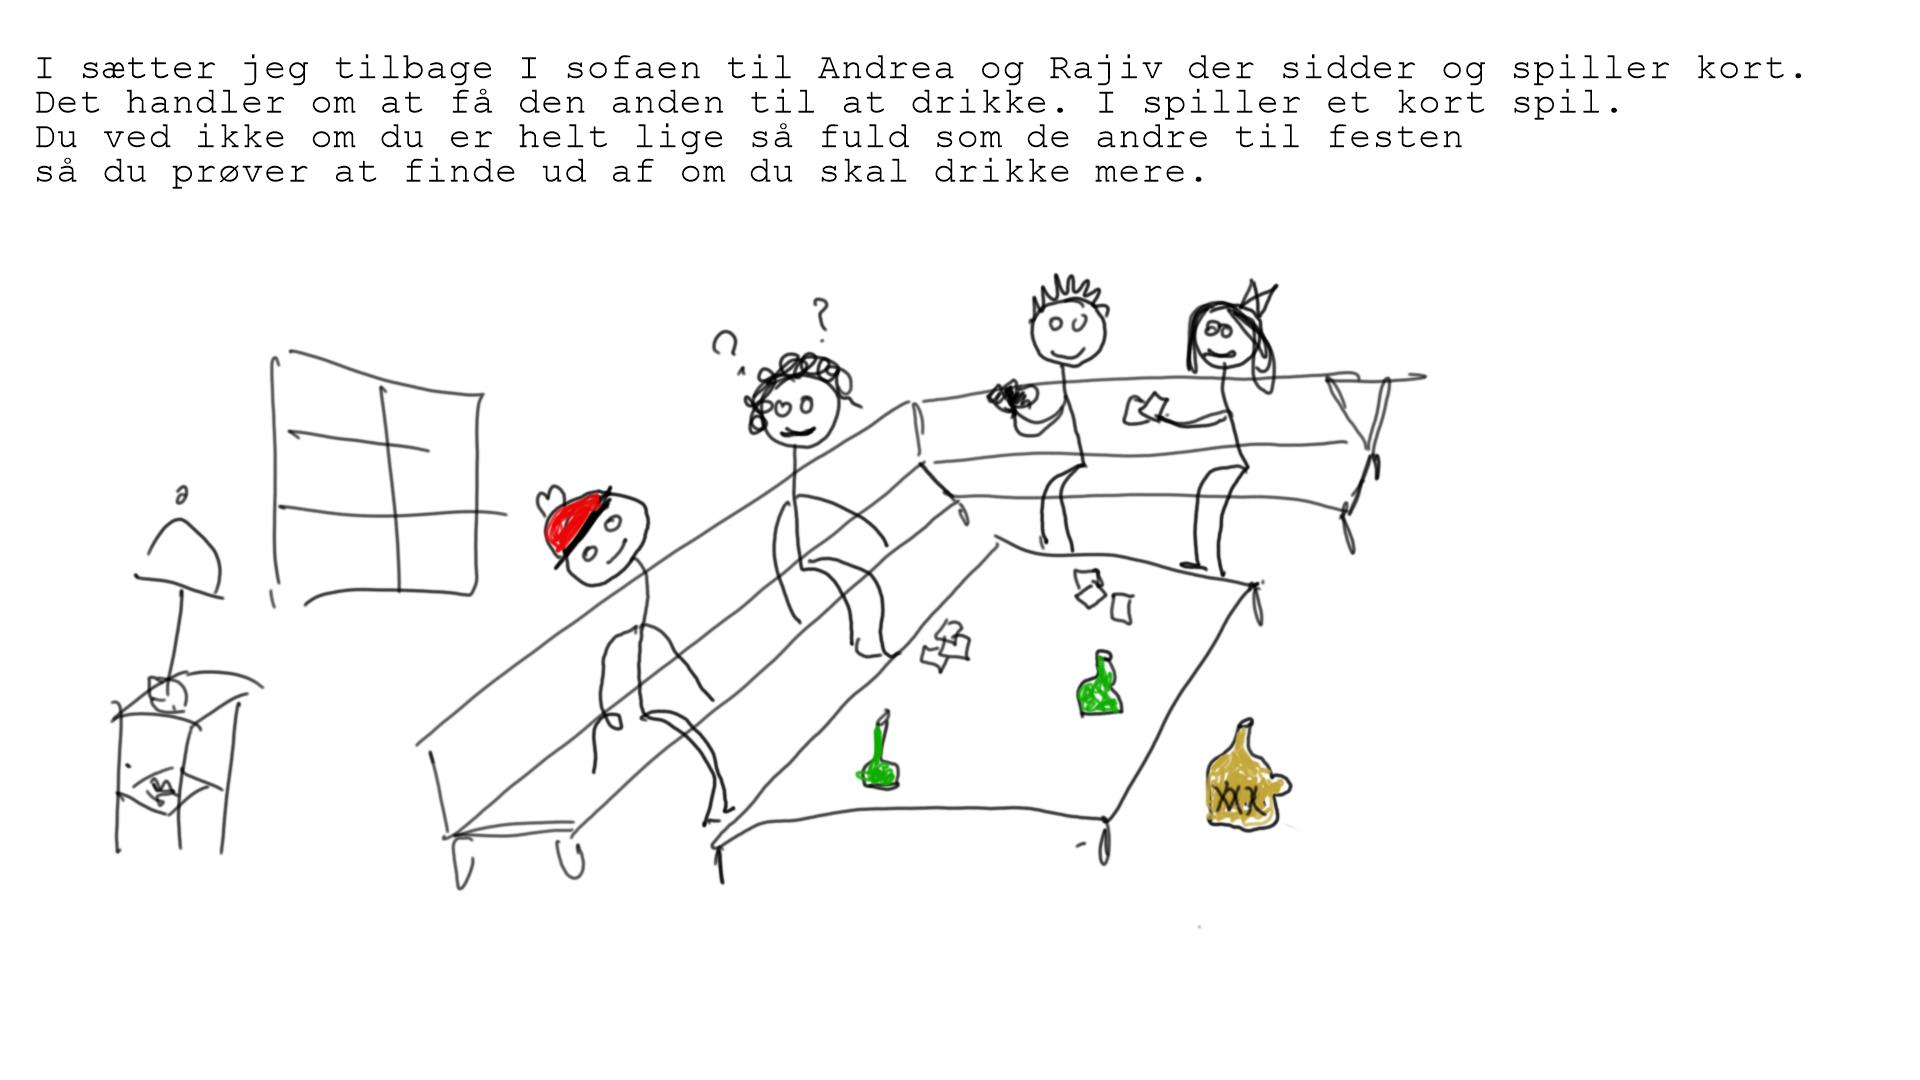 I sætter jeg tilbage I sofaen til Andrea og Rajiv der sidder og spiller kort.
Det handler om at få den anden til at drikke. I spiller et kort spil.
Du ved ikke om du er helt lige så fuld som de andre til festen
så du prøver at finde ud af om du skal drikke mere.
?
?
XXX